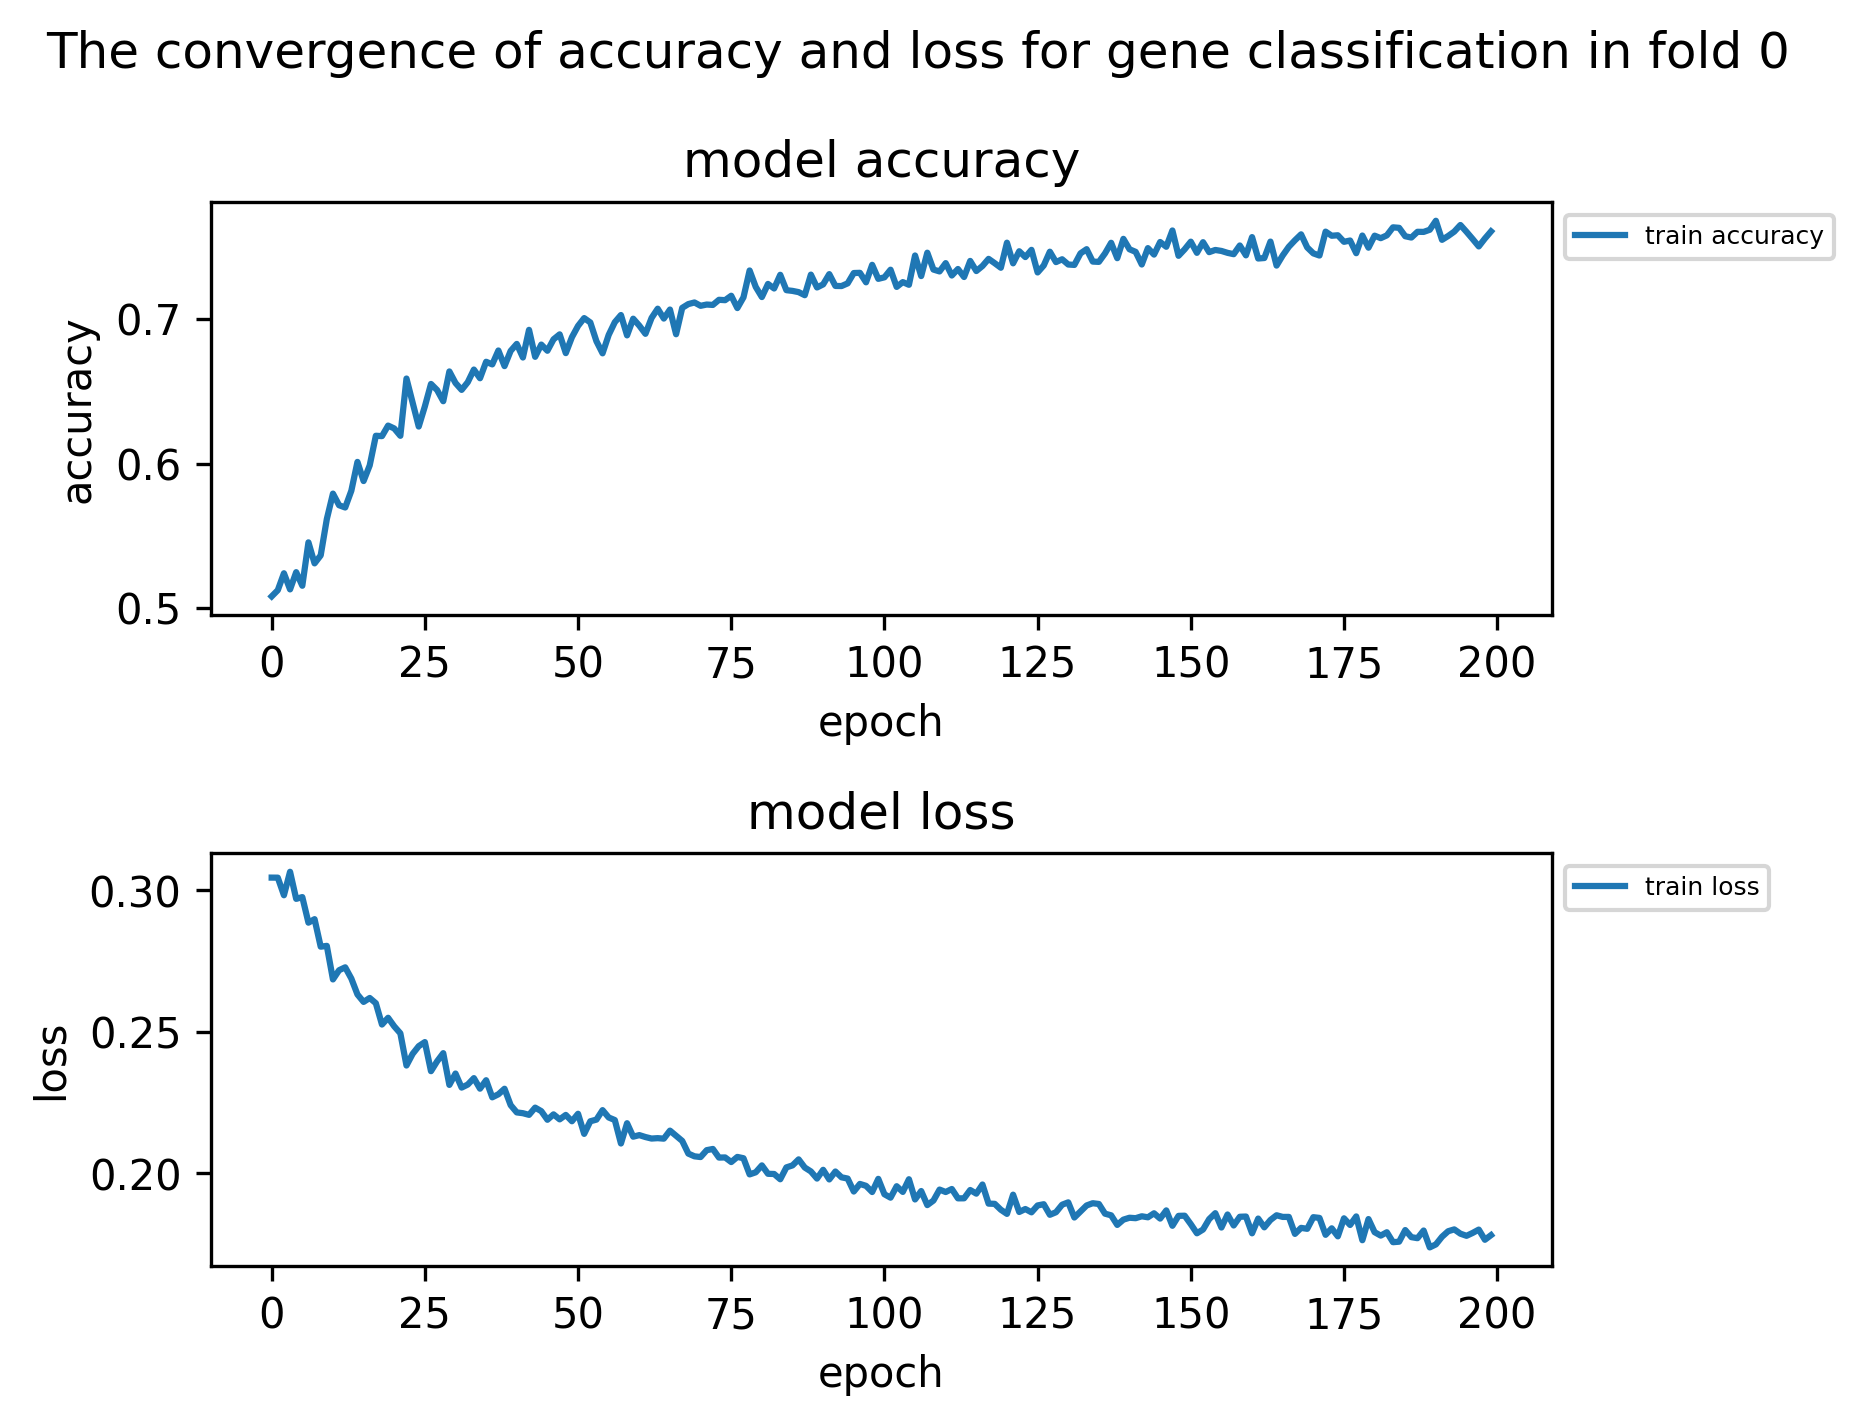 The convergence of accuracy and loss for gene classification in fold 0
model accuracy
train accuracy
accuracy
0.7
0.6
0.5
0 25 50 75 100 125 150 175 200
epoch
model loss
train loss
loss
0.30
0.25
0.20
0 25 50 75 100 125 150 175 200
epoch